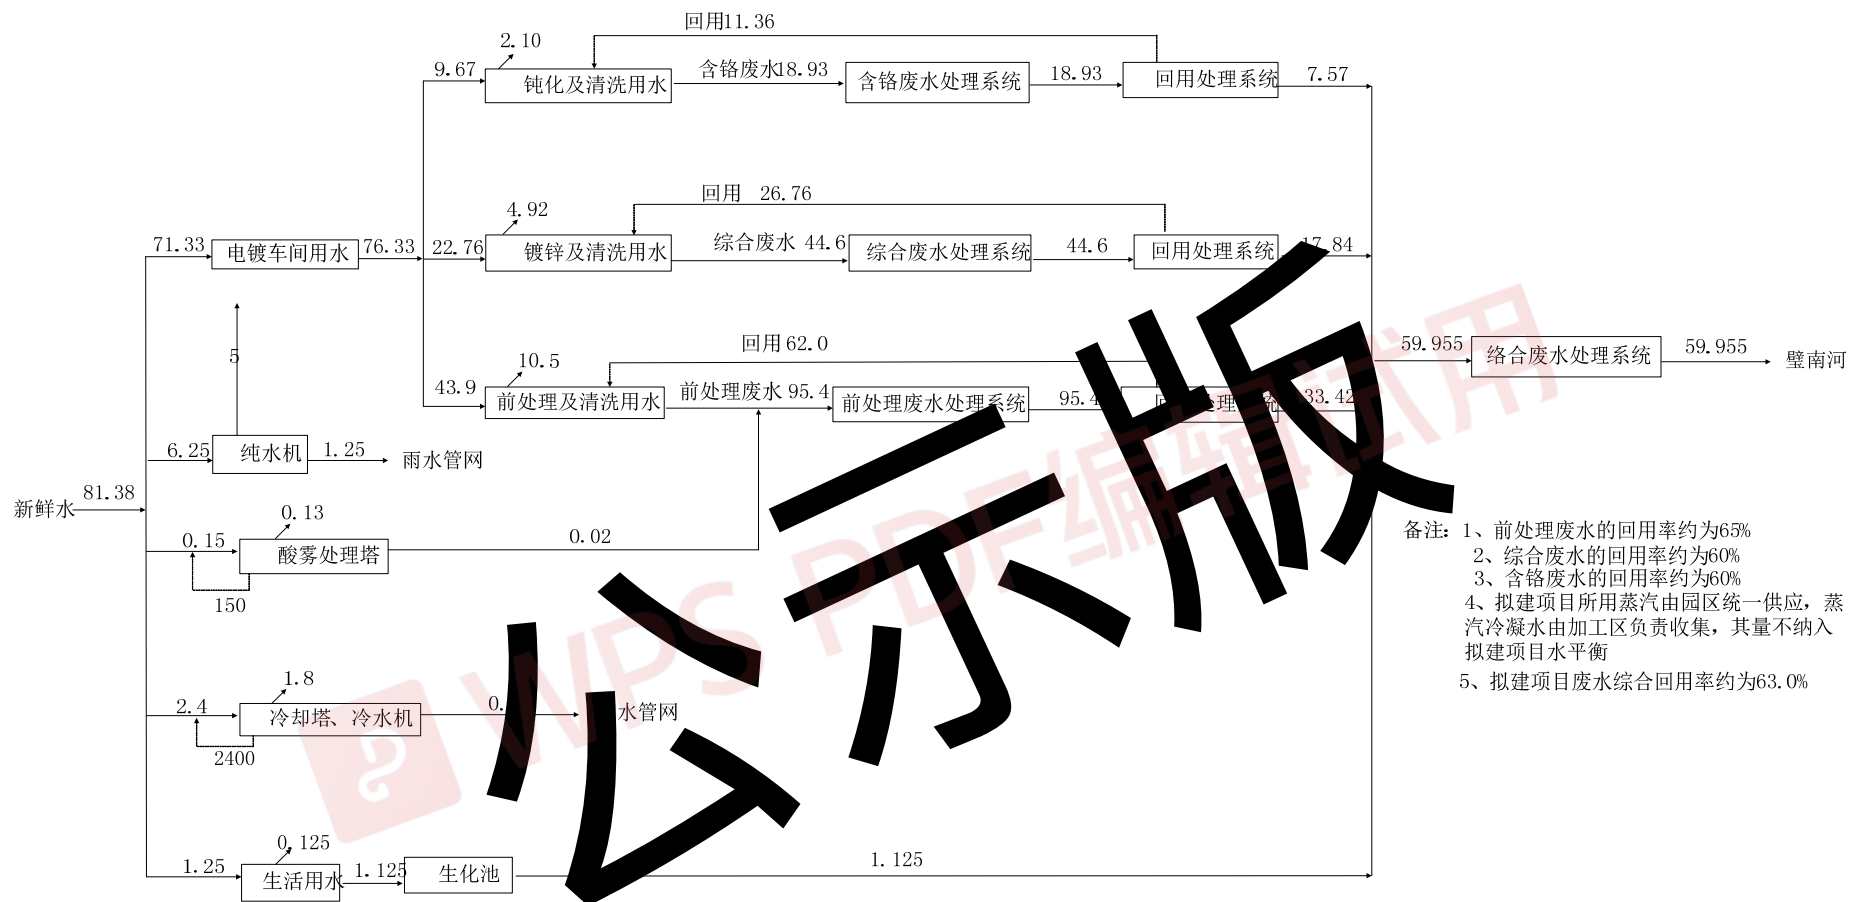 回用11.36
2.10
9.67
钝化及清洗用水
含铬废水18.93
含铬废水处理系统
18.93
回用处理系统
7.57
回用 26.76
4.92
71.33
电镀车间用水
76.33
22.76
镀锌及清洗用水
综合废水 44.6
综合废水处理系统
44.6
回用处理系统
17.84
回用 62.0
5
10.5
43.9
前处理及清洗用水
前处理废水 95.4
前处理废水处理系统
95.4
回用处理系统
33.42
59.955
络合废水处理系统
59.955
璧南河
6.25
纯水机
1.25
雨水管网
新鲜水
81.38
0.15
0.13
酸雾处理塔
0.02
150
备注：1、前处理废水的回用率约为65%
2、综合废水的回用率约为60%
3、含铬废水的回用率约为60%
4、拟建项目所用蒸汽由园区统一供应，蒸
汽冷凝水由加工区负责收集，其量不纳入
拟建项目水平衡
5、拟建项目废水综合回用率约为63.0%
2.4
1.8
冷却塔、冷水机
0.
水管网
2400
1.25
0.125
生活用水
1.125
生化池
1.125
公示版
WPS PDF编辑试用